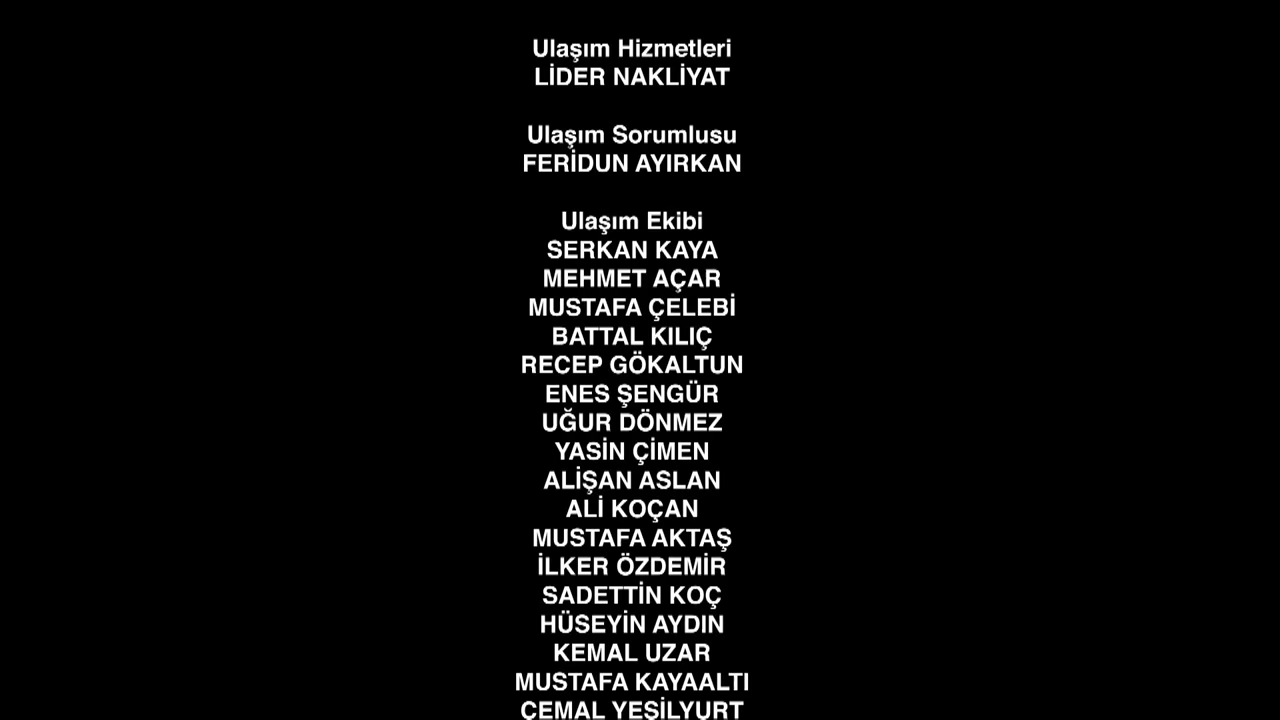 Ulaşım Hizmetleri
LİDER NAKLİYAT
Ulaşım Sorumlusu
FERİDUN AYIRKAN
Ulaşım Ekibi
SERKAN KAYA
MEHMET AÇAR
MUSTAFA ÇELEBİ
BATTAL KILIÇ
RECEP GÖKALTUN
ENES ŞENGÜR
UĞUR DÖNMEZ
YASİN ÇİMEN
ALİŞAN ASLAN
ALİ KOÇAN
MUSTAFA AKTAŞ
İLKER ÖZDEMİR
SADETTİN KOÇ
HÜSEYİN AYDIN
KEMAL UZAR
MUSTAFA KAYAALTI
CEMAL YEŞİLYURT